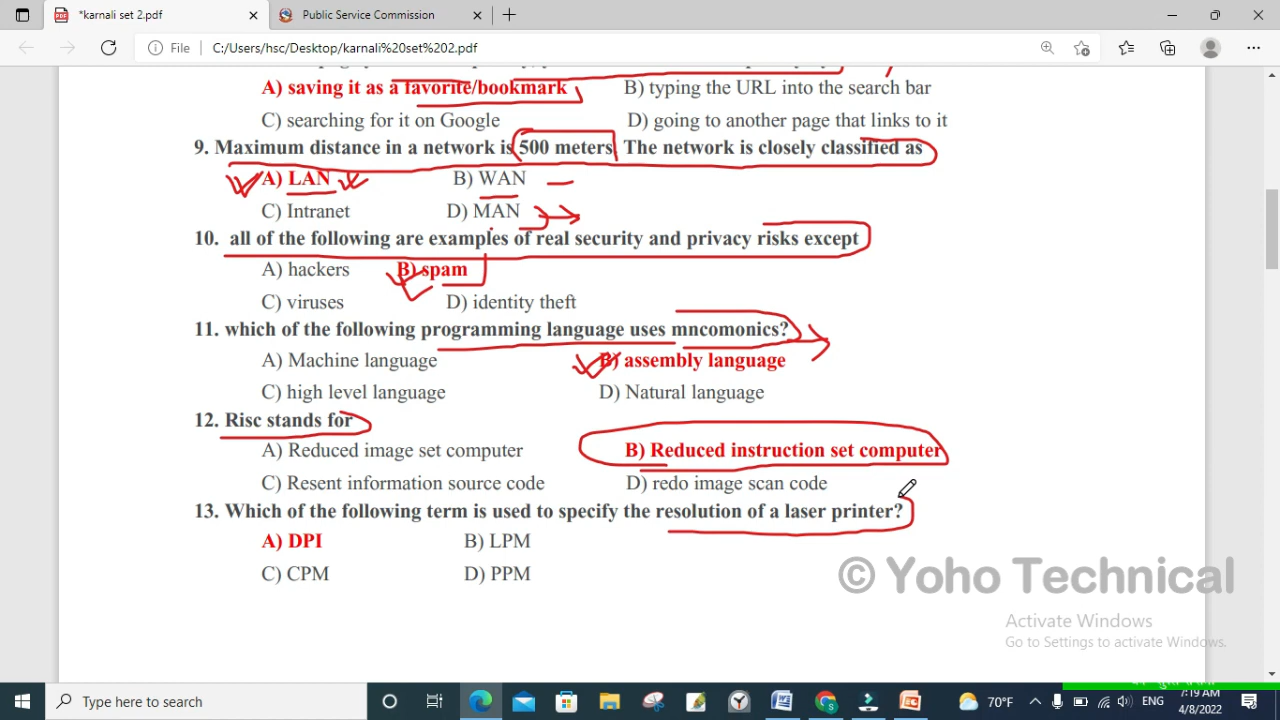 *karnali set 2.pdf
Public Service Commission
File C:/Users/hsc/Desktop/karnali%20set%202.pdf
A) saving it as a favorite/bookmark B) typing the URL into the search bar
C) searching for it on Google D) going to another page that links to it
9. Maximum distance in a network is 500 meters. The network is closely classified as
A) LAN B) WAN
C) Intranet D) MAN
10. all of the following are examples of real security and privacy risks except
A) hackers B) spam
C) viruses D) identity theft
11. which of the following programming language uses mncomonics?
A) Machine language B) assembly language
C) high level language D) Natural language
12. Risc stands for
A) Reduced image set computer B) Reduced instruction set computer
C) Resent information source code D) redo image scan code
13. Which of the following term is used to specify the resolution of a laser printer?
A) DPI B) LPM
C) CPM D) PPM
© Yoho Technical
Activate Windows
Go to Settings to activate Windows.
Type here to search
70°F ENG 7:19 AM
4/8/2022